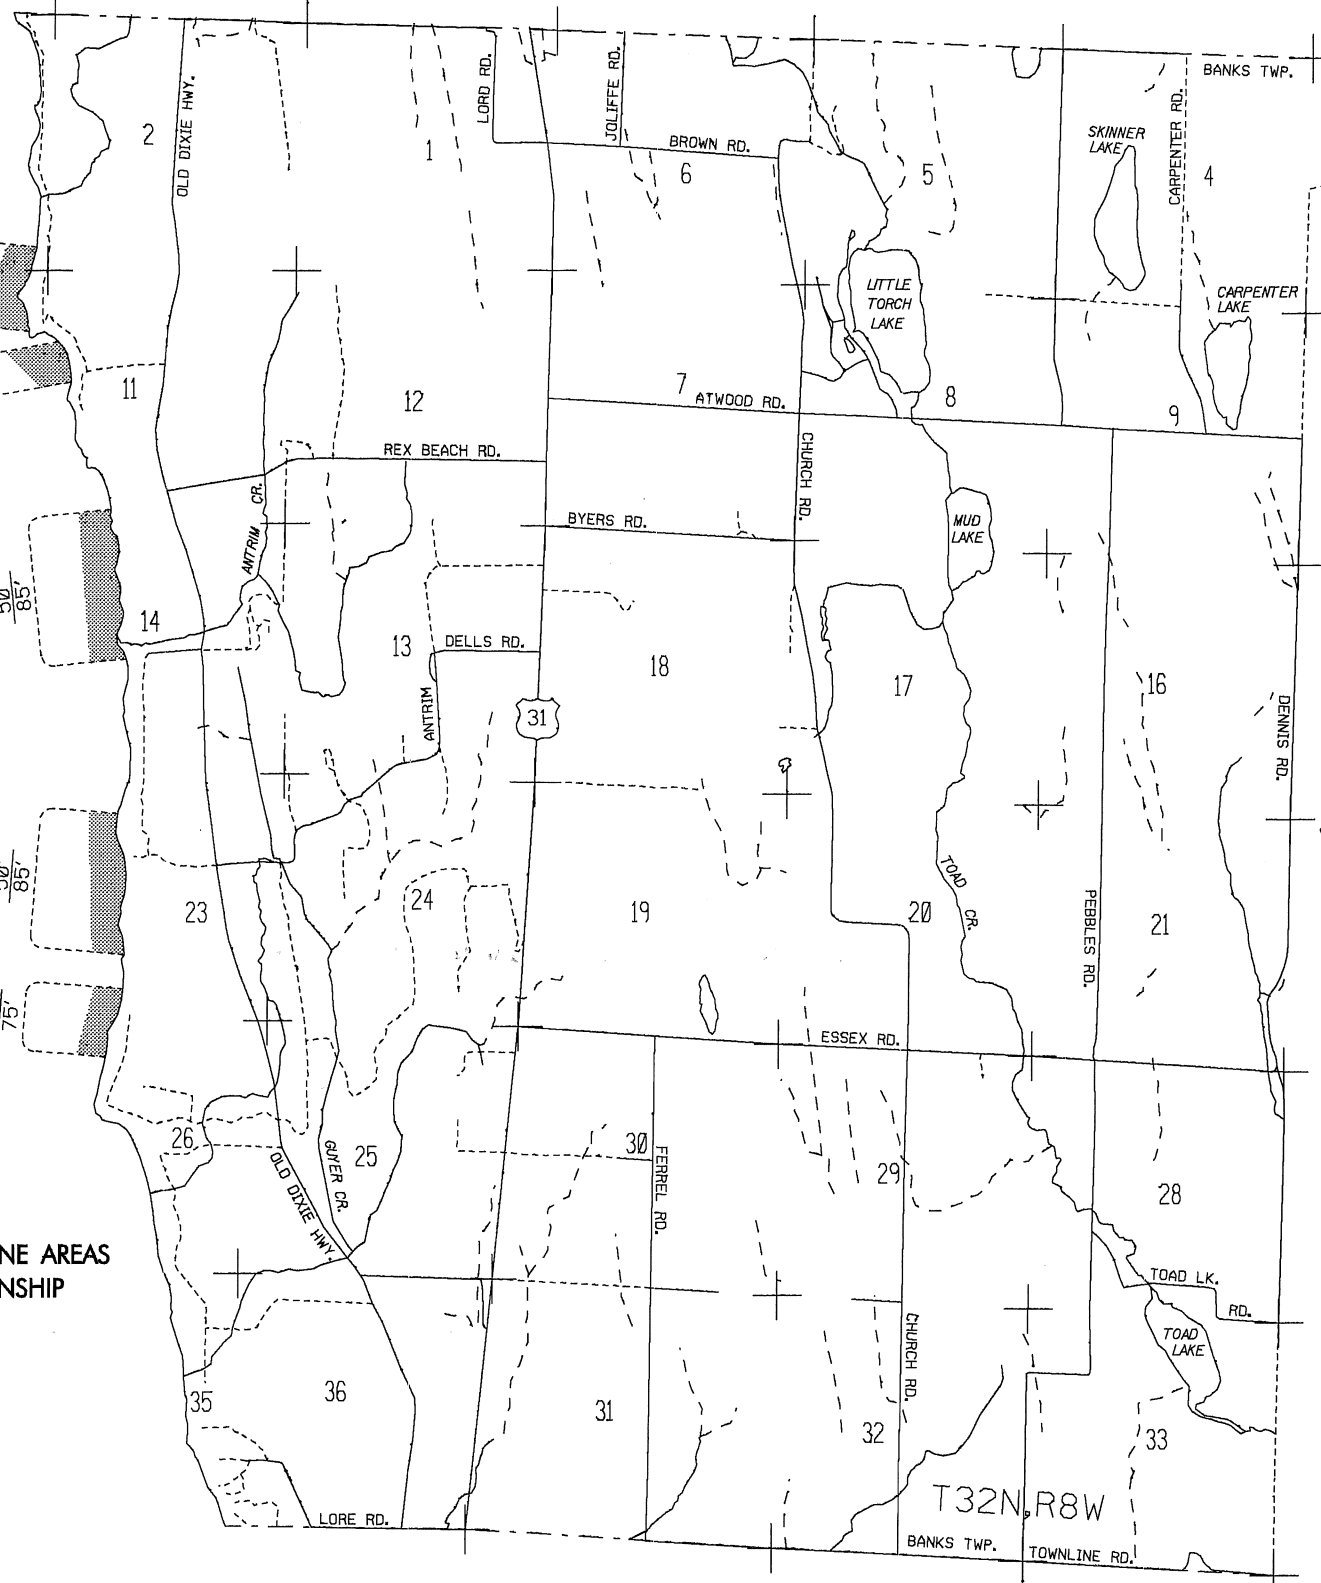 BANKS TWP.
LORD RD.
JOLIFFE RD.
OLD DIXIE HWY.
2
1
BROWN RD.
6
5
SKINNER
LAKE
CARPENTER RD.
4
LITTLE
TORCH
LAKE
CARPENTER
LAKE
11
12
7
ATWOOD RD.
8
9
REX BEACH RD.
CHURCH RD.
ANTRIM CR.
BYERS RD.
MUD
LAKE
50'
85'
14
13
DELLS RD.
18
17
16
ANTRIM
31
DENNIS RD.
85'
23
24
19
TOAD CR.
20
PEBBLES RD.
21
75'
ESSEX RD.
26
25
GUYER CR.
OLD DIXIE HWY.
30
FERREL RD.
29
28
NE AREAS
NSHIP
TOAD LK.
RD.
TOAD
LAKE
CHURCH RD.
35
36
31
32
33
T32N,R8W
LORE RD.
BANKS TWP.
TOWNLINE RD.